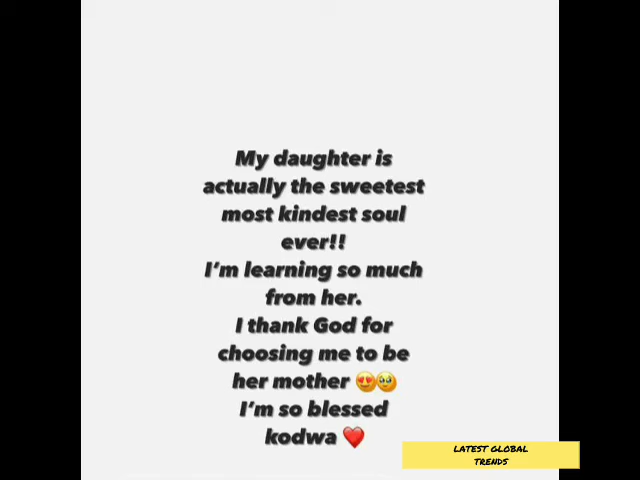 My daughter is
actually the sweetest
most kindest soul
ever!!
I'm learning so much
from her.
I thank God for
choosing me to be
her mother 😍🥹
I'm so blessed
kodwa ❤️
LATEST GLOBAL
TRENDS